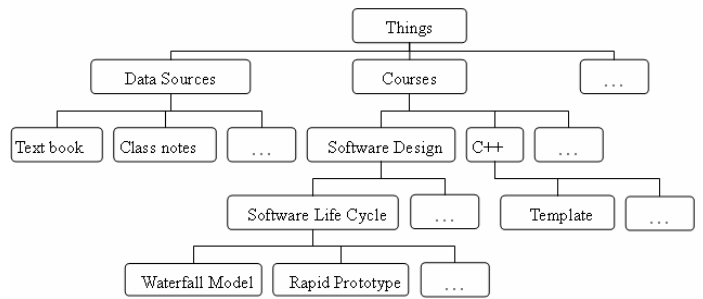 Things
Data Sources
Courses
...
Text book
Class notes
...
Software Design
C++
...
Software Life Cycle
...
Template
...
Waterfall Model
Rapid Prototype
...